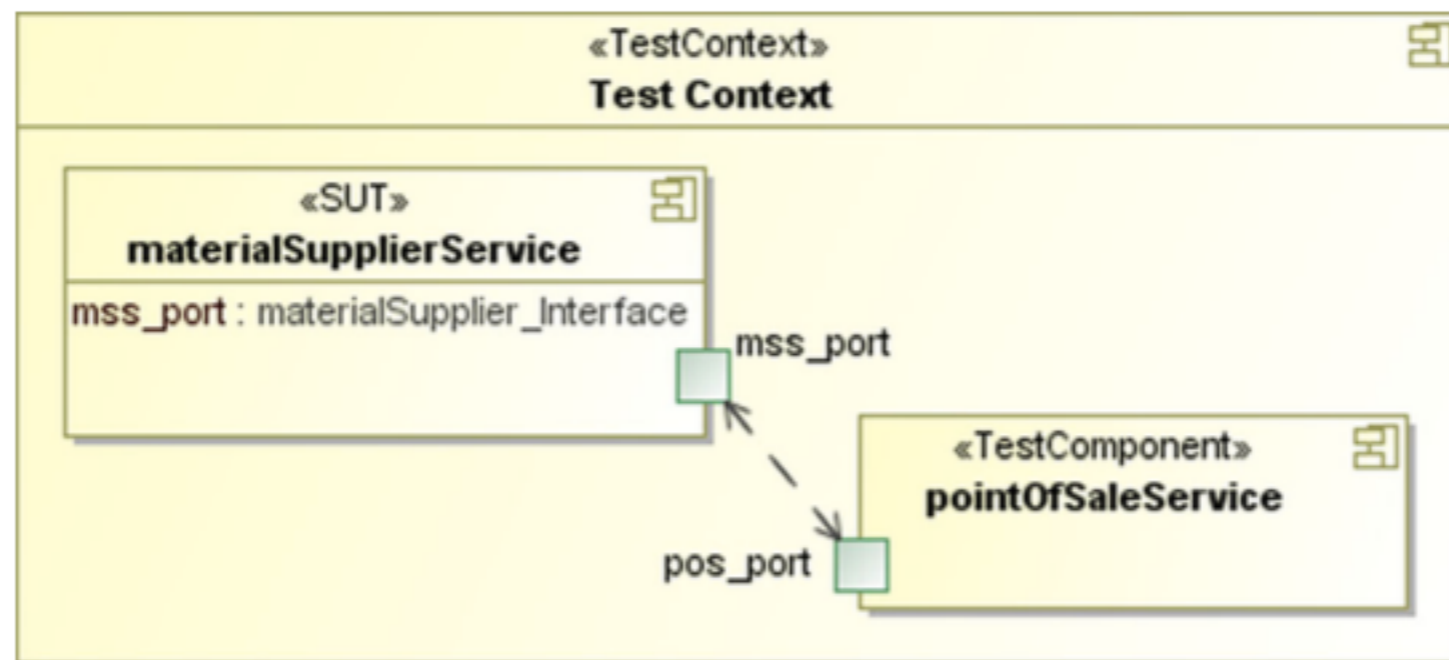 «TestContext»
Test Context
«SUT»
materialSupplierService
mss_port : materialSupplier_Interface
mss_port
«TestComponent»
pointOfSaleService
pos_port